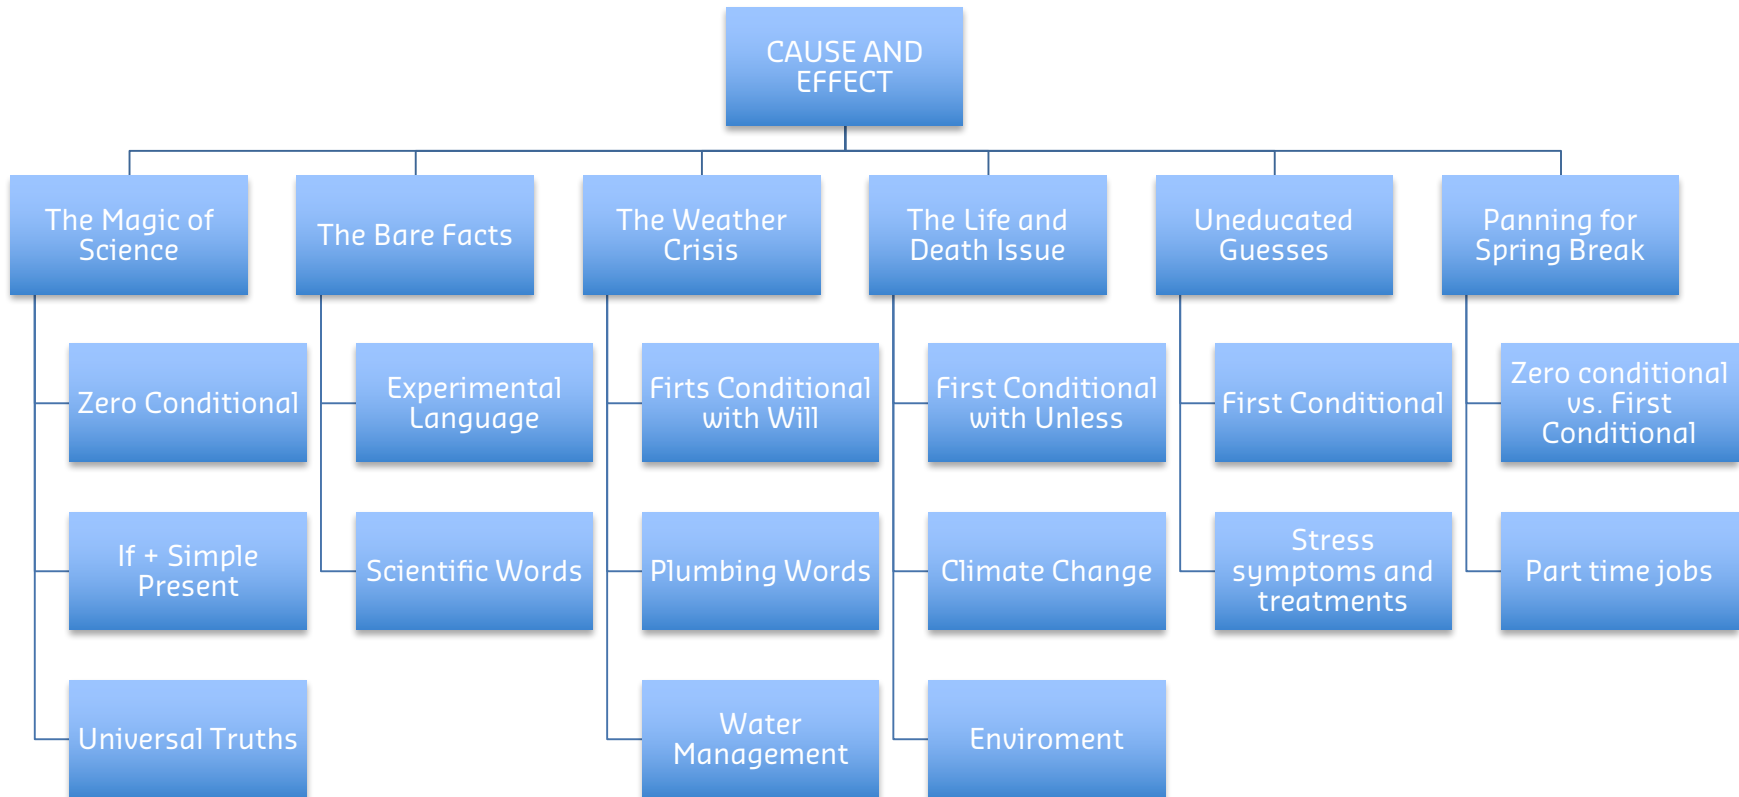 CAUSE AND
EFFECT
The Magic of
Science
The Bare Facts
The Weather
Crisis
The Life and
Death Issue
Uneducated
Guesses
Panning for
Spring Break
Zero Conditional
If + Simple
Present
Universal Truths
Experimental
Language
Scientific Words
Firts Conditional
with Will
Plumbing Words
Water
Management
First Conditional
with Unless
Climate Change
Enviroment
First Conditional
Stress
symptoms and
treatments
Zero conditional
vs. First
Conditional
Part time jobs